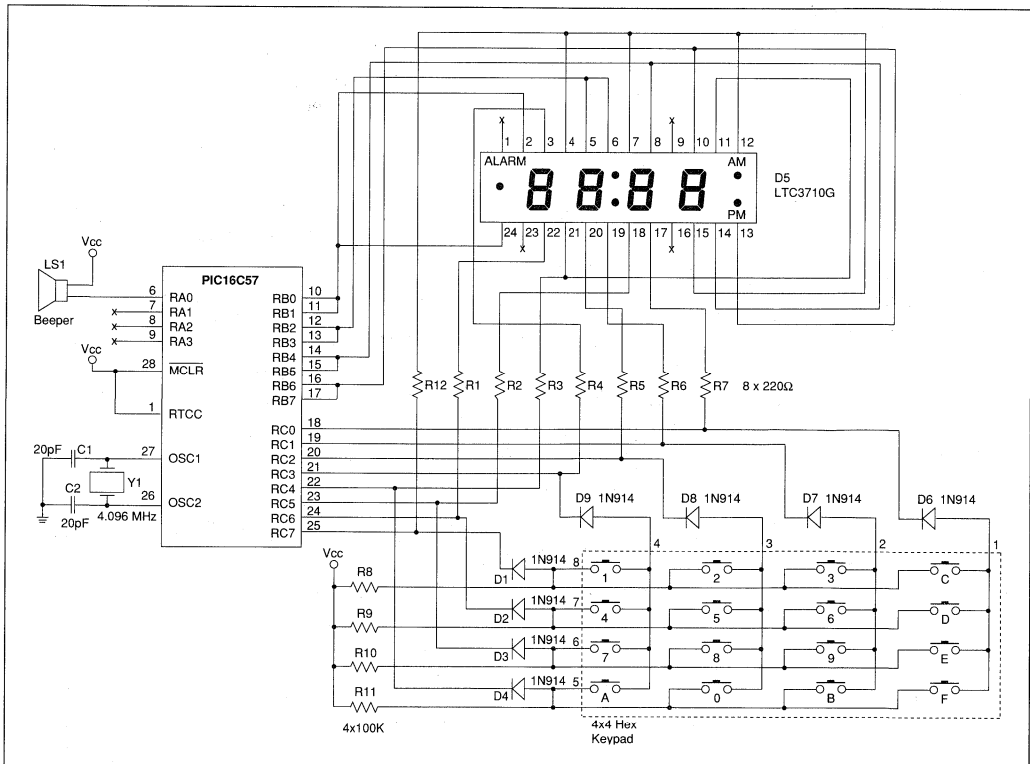 1 2 3 4 5 6 7 8 9 10 11 12
ALARM AM
D5
LTC3710G
PM
24 23 22 21 20 19 18 17 16 15 14 13
Vcc
LS1
Beeper
PIC16C57
6 RA0
7 RA1
8 RA2
9 RA3
Vcc
28 MCLR
1 RTCC
27 OSC1
26 OSC2
20pF C1
Y1
C2
20pF
4.096 MHz
RB0 10
RB1 11
RB2 12
RB3 13
RB4 14
RB5 15
RB6 16
RB7 17
RC0 18
RC1 19
RC2 20
RC3 21
RC4 22
RC5 23
RC6 24
RC7 25
R12 R1 R2 R3 R4 R5 R6 R7 8 x 220Ω
D9 1N914 D8 1N914 D7 1N914 D6 1N914
4 3 2 1
Vcc
R8
R9
R10
R11
4x100K
D1 1N914 8
D2 1N914 7
D3 1N914 6
D4 1N914 5
1 2 3 C
4 5 6 D
7 8 9 E
A 0 B F
4x4 Hex
Keypad